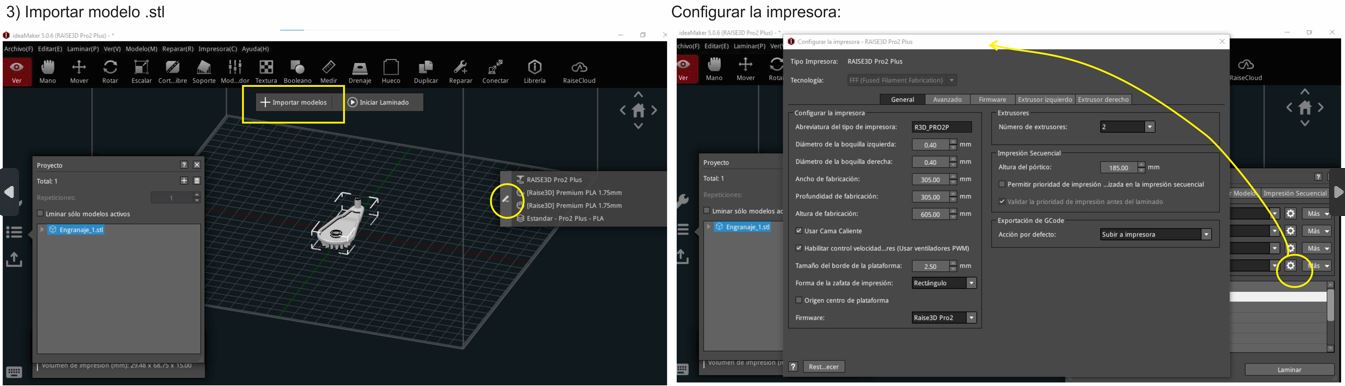 3) Importar modelo .stl
ideaMaker 5.0.6 (RAISE3D Pro2 Plus) - *
Archivo(F) Editar(E) Laminar(P) Ver(V) Modelo(M) Reparar(R) Impresora(C) Ayuda(H)
Ver Mano Mover Rotar Escalar Cort...ibre Soporte Mod...dor Textura Booleano Medir Drenaje Hueco Duplicar Reparar Conectar Librería RaiseCloud
Importar modelos Iniciar Laminado
Proyecto
Total: 1
Repeticiones: 1
Lminar sólo modelos activos
Engranaje_1.stl
RAISE3D Pro2 Plus
[Raise3D] Premium PLA 1.75mm
[Raise3D] Premium PLA 1.75mm
Estandar - Pro2 Plus - PLA
Volumen de impresión (mm): 29.48 x 68.75 x 15.00
Configurar la impresora:
ideaMaker 5.0.6 (RAISE3D Pro2 Plus) - *
Editar(E)
Ver Mano Mover
RaiseCloud
Proyecto
Total: 1
Repeticiones:
Lminar sólo modelos ac
Engranaje_1.stl
Configurar la impresora - RAISE3D Pro2 Plus
Tipo Impresora: RAISE3D Pro2 Plus
Tecnología: FFF (Fused Filament Fabrication)
General Avanzado Firmware Extrusor izquierdo Extrusor derecho
Configurar la impresora
Abreviatura del tipo de impresora: R3D_PRO2P
Diámetro de la boquilla izquierda: 0.40 mm
Diámetro de la boquilla derecha: 0.40 mm
Ancho de fabricación: 305.00 mm
Profundidad de fabricación: 305.00 mm
Altura de fabricación: 605.00 mm
Usar Cama Caliente
Habilitar control velocidad...res (Usar ventiladores PWM)
Tamaño del borde de la plataforma: 2.50 mm
Forma de la zafata de impresión: Rectángulo
Origen centro de plataforma
Firmware: Raise3D Pro2
Extrusores
Número de extrusores: 2
Impresión Secuencial
Altura del pórtico: 185.00 mm
Permitir prioridad de impresión ...izada en la impresión secuencial
Validar la prioridad de impresión antes del laminado
Exportación de GCode
Acción por defecto: Subir a impresora
? Rest...ecer
Modelo Impresión Secuencial
Más
Más
Más
Más
Laminar